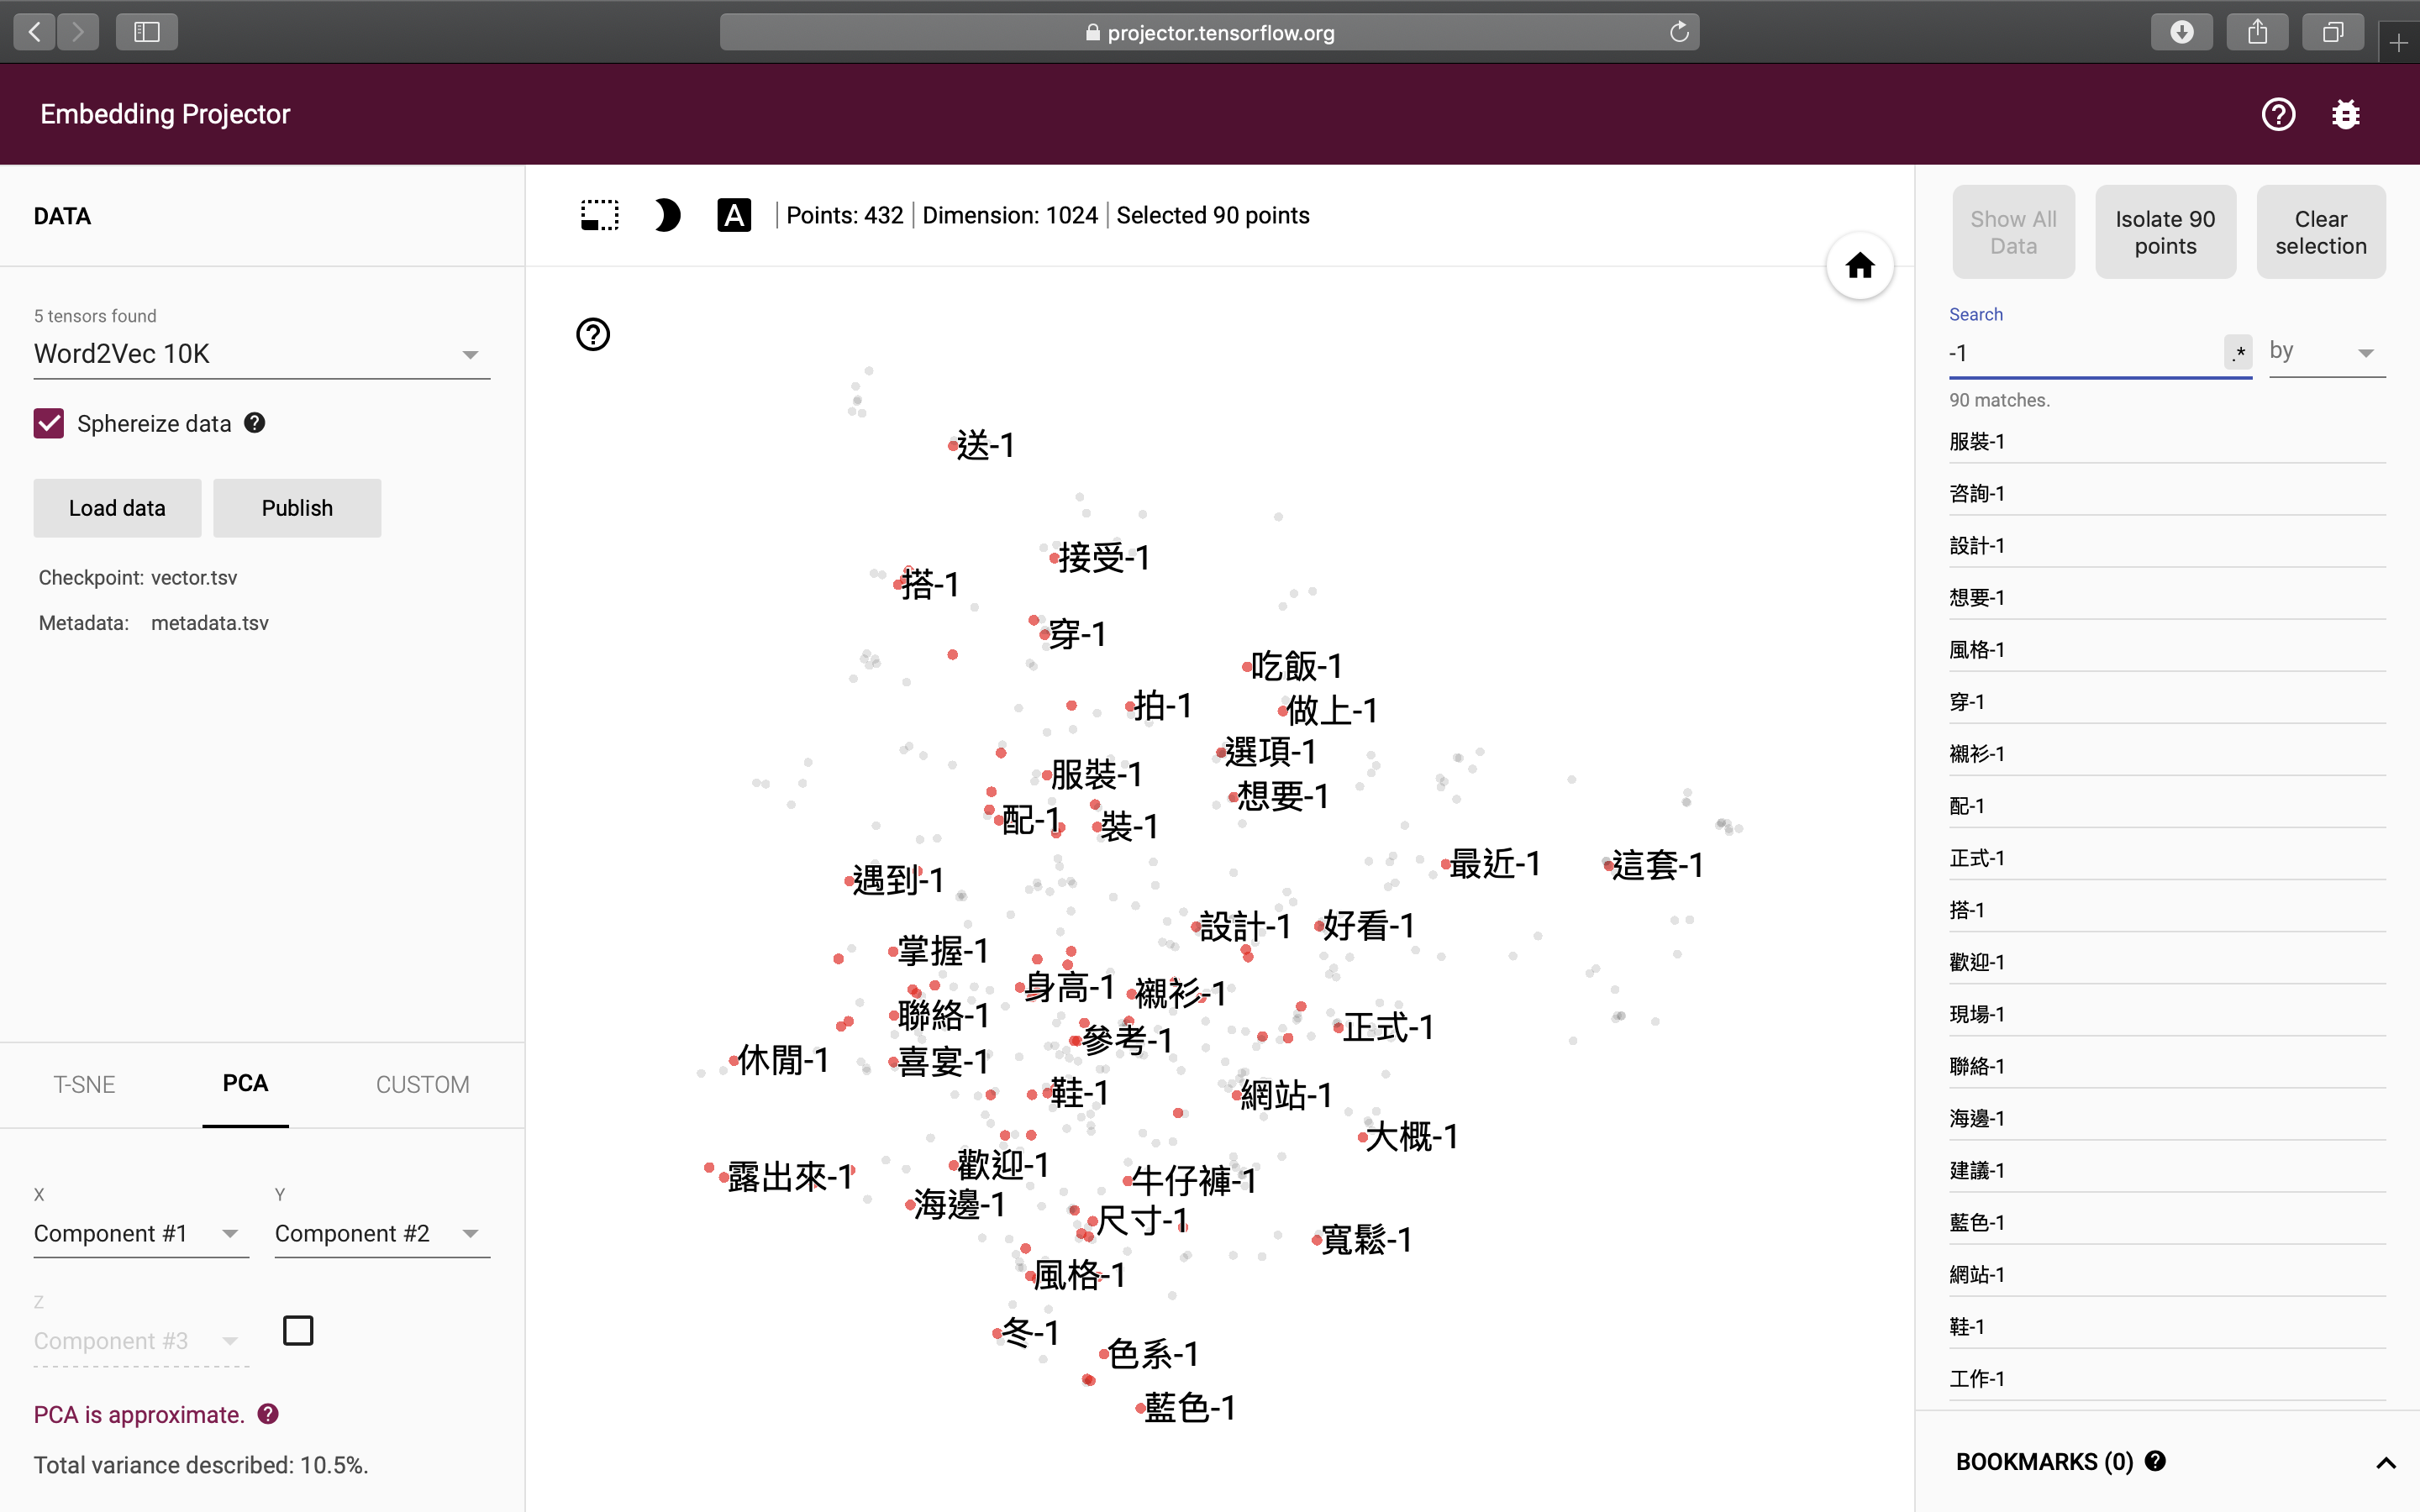 projector.tensorflow.org
Embedding Projector
DATA
5 tensors found
Word2Vec 10K
Sphereize data
Load data
Publish
Checkpoint: vector.tsv
Metadata: metadata.tsv
T-SNE
PCA
CUSTOM
X
Y
Component #1
Component #2
Z
Component #3
PCA is approximate.
Total variance described: 10.5%.
A
Points: 432
Dimension: 1024
Selected 90 points
送-1
接受-1
搭-1
穿-1
吃飯-1
拍-1
做上-1
選項-1
服裝-1
想要-1
配-1
裝-1
最近-1
這套-1
遇到-1
設計-1
好看-1
掌握-1
身高-1
襯衫-1
聯絡-1
參考-1
正式-1
休閒-1
喜宴-1
鞋-1
網站-1
大概-1
歡迎-1
露出來-1
牛仔褲-1
海邊-1
尺寸-1
寬鬆-1
風格-1
冬-1
色系-1
藍色-1
Show All
Data
Isolate 90
points
Clear
selection
Search
-1
.*
by
90 matches.
服裝-1
咨詢-1
設計-1
想要-1
風格-1
穿-1
襯衫-1
配-1
正式-1
搭-1
歡迎-1
現場-1
聯絡-1
海邊-1
建議-1
藍色-1
網站-1
鞋-1
工作-1
BOOKMARKS (0)